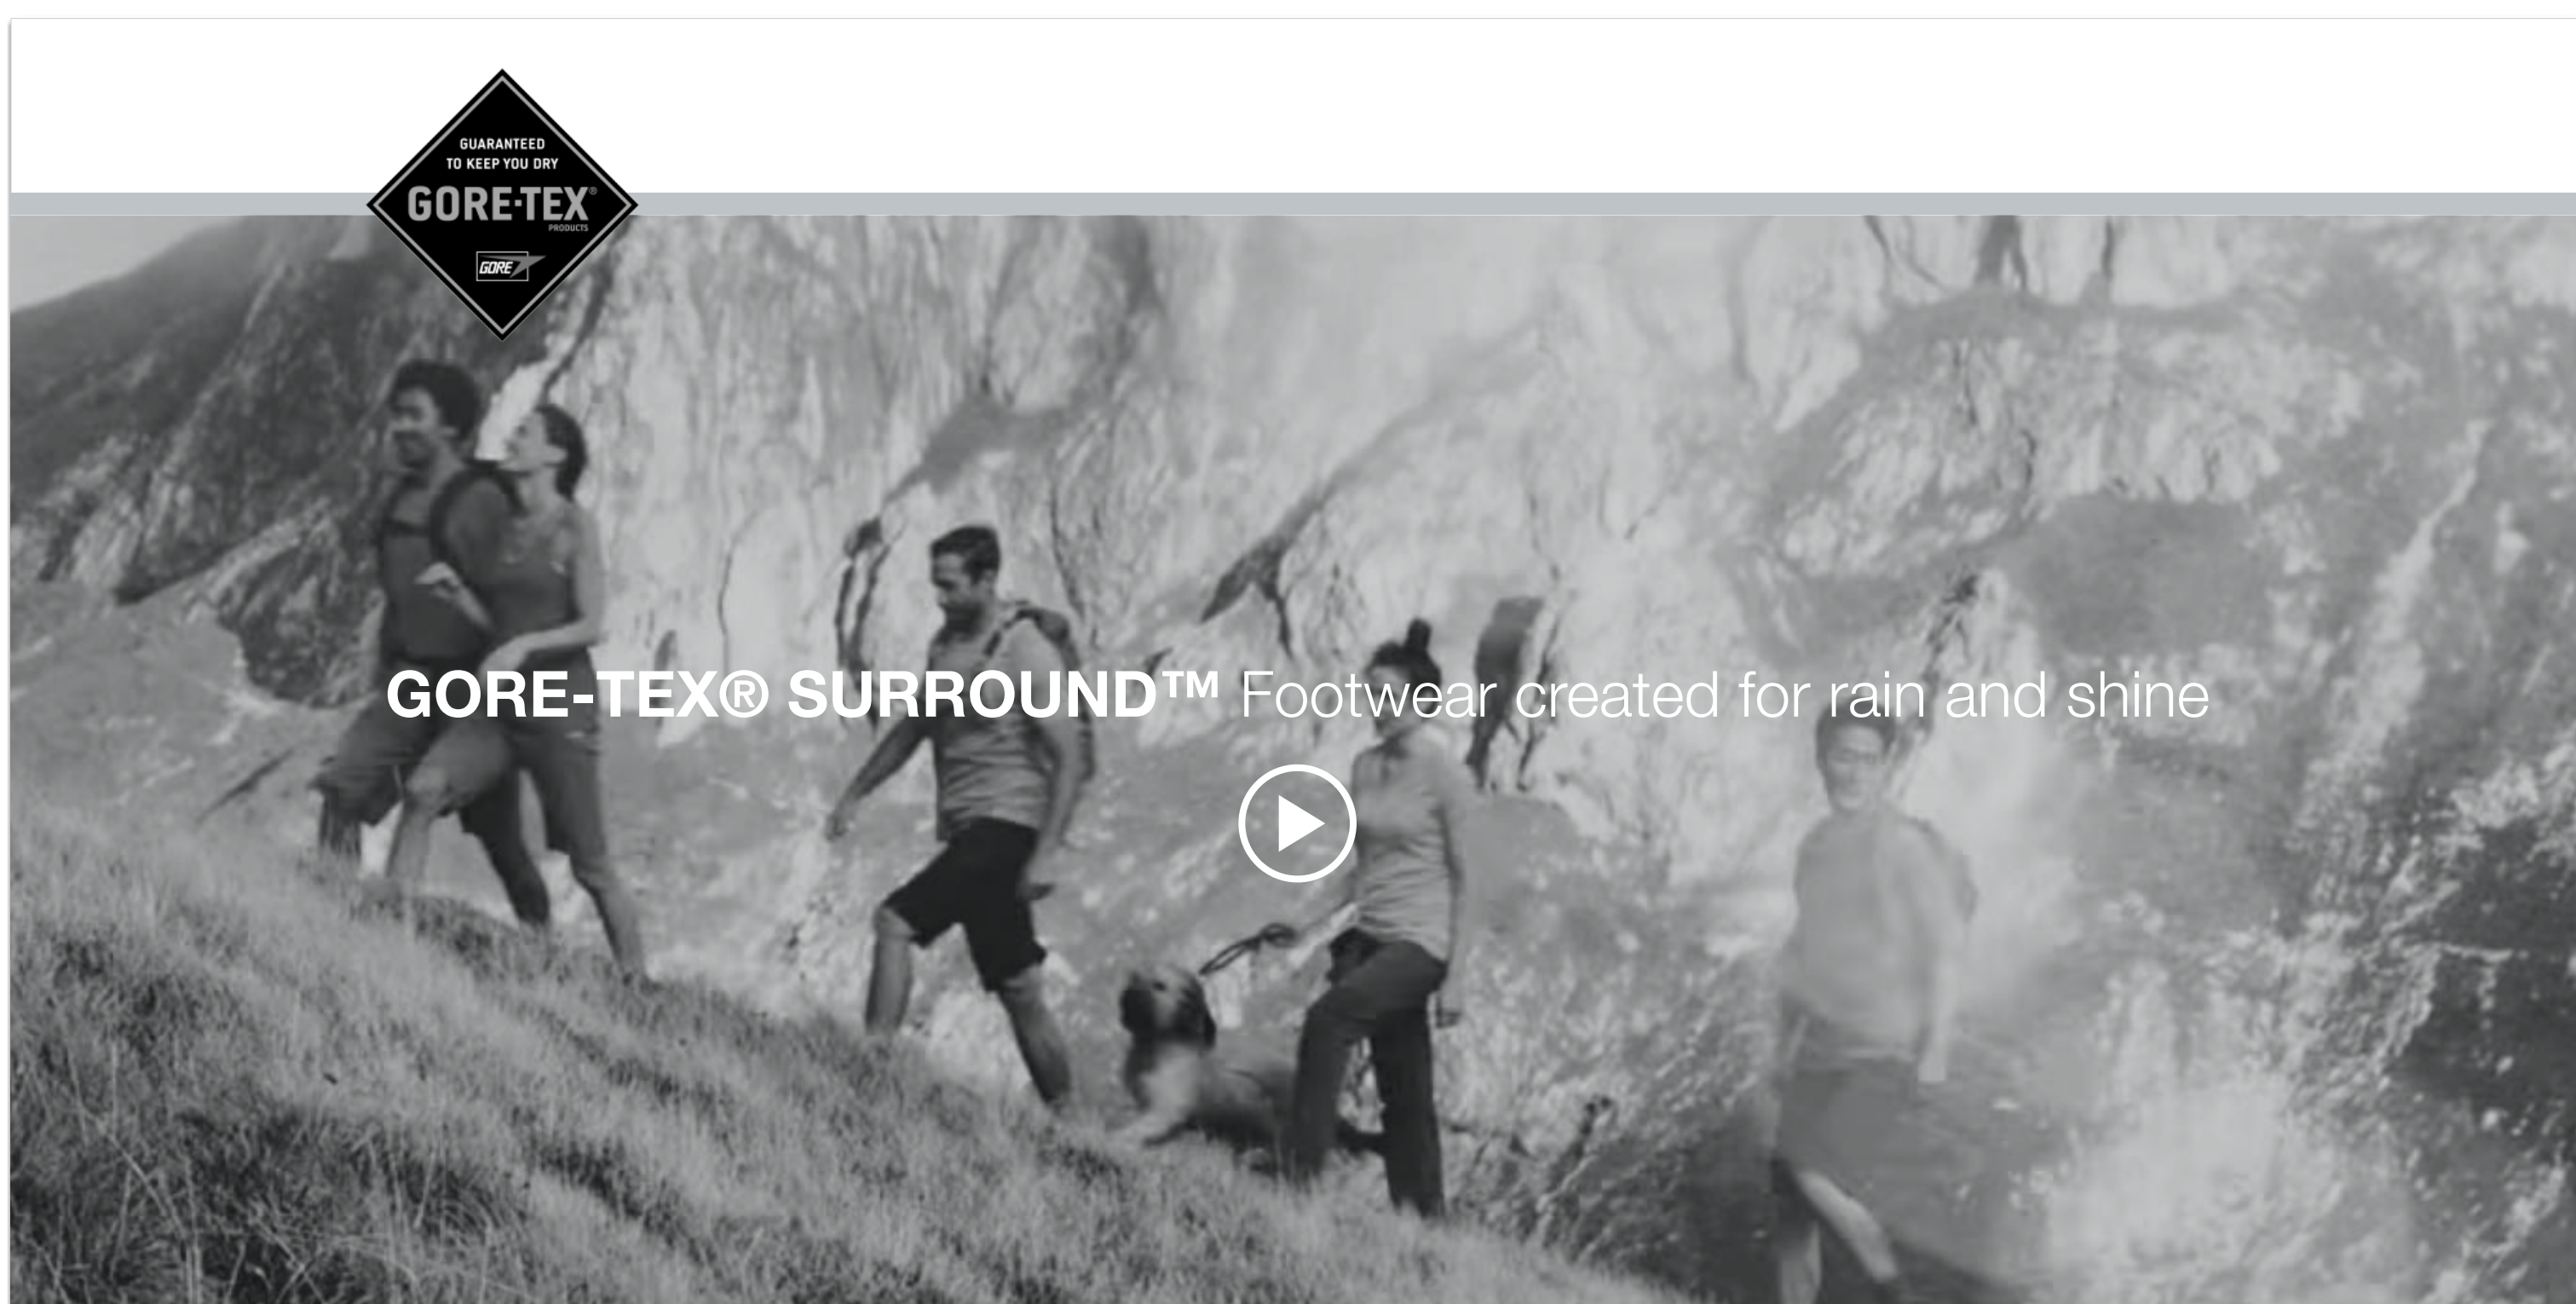 GUARANTEED
TO KEEP YOU DRY
GORE-TEX®
PRODUCTS
GORE
GORE-TEX® SURROUND™ Footwear created for rain and shine